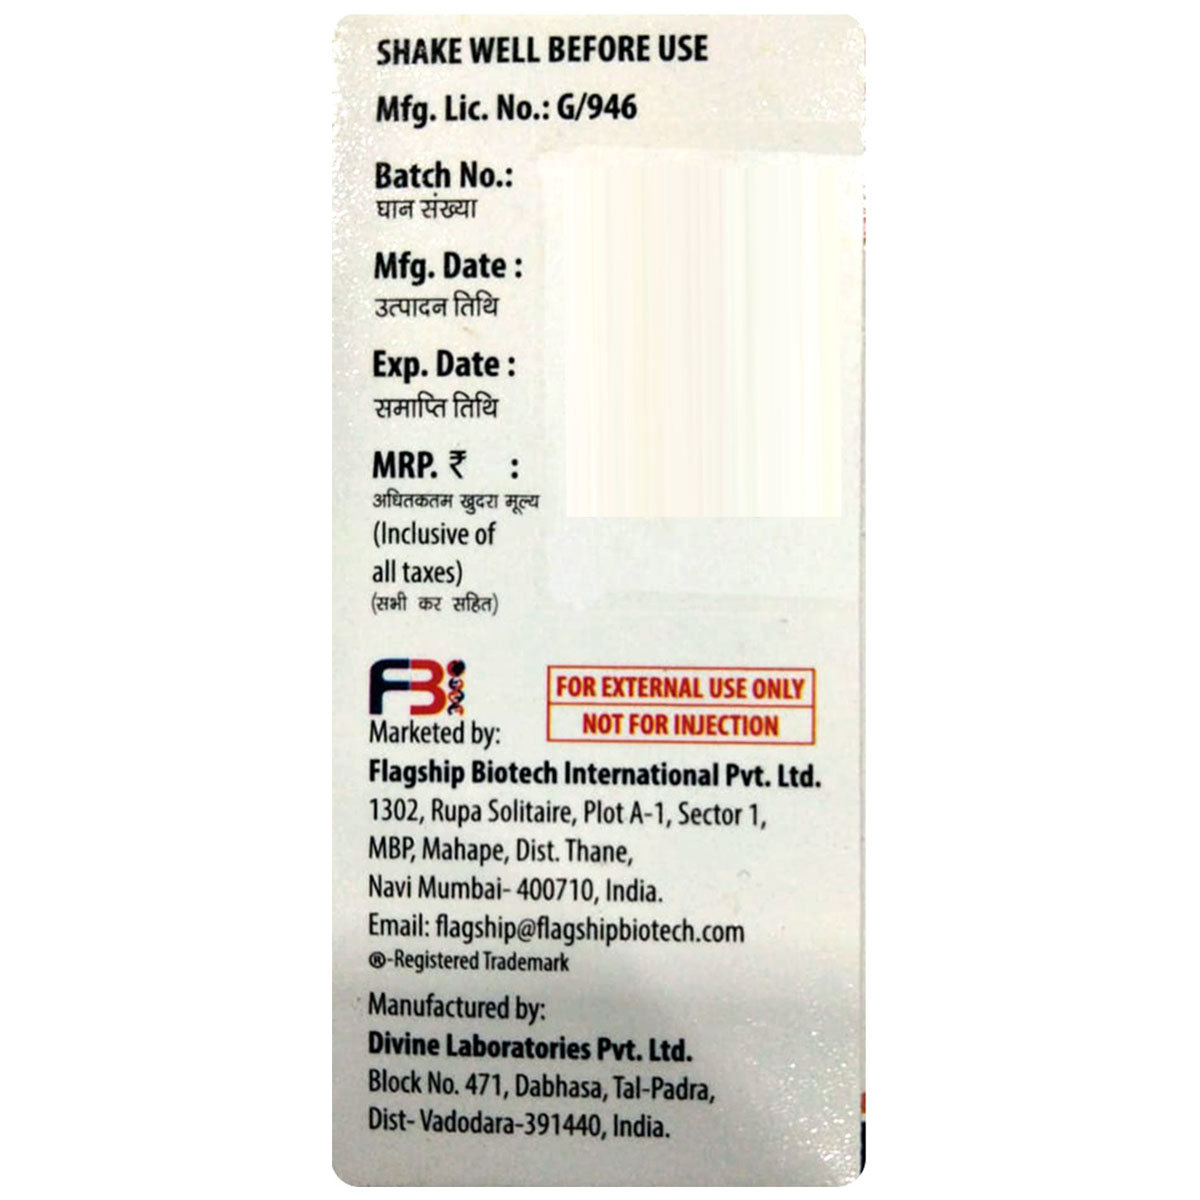 SHAKE WELL BEFORE USE
Mfg. Lic. No.: G/946
Batch No.:
घान संख्या
Mfg. Date :
उत्पादन तिथि
Exp. Date :
समाप्ति तिथि
MRP. ₹ :
अधितकतम खुदरा मूल्य
(Inclusive of
all taxes)
(सभी कर सहित)
FBi
FOR EXTERNAL USE ONLY
NOT FOR INJECTION
Marketed by:
Flagship Biotech International Pvt. Ltd.
1302, Rupa Solitaire, Plot A-1, Sector 1,
MBP, Mahape, Dist. Thane,
Navi Mumbai- 400710, India.
Email: flagship@flagshipbiotech.com
®-Registered Trademark
Manufactured by:
Divine Laboratories Pvt. Ltd.
Block No. 471, Dabhasa, Tal-Padra,
Dist- Vadodara-391440, India.